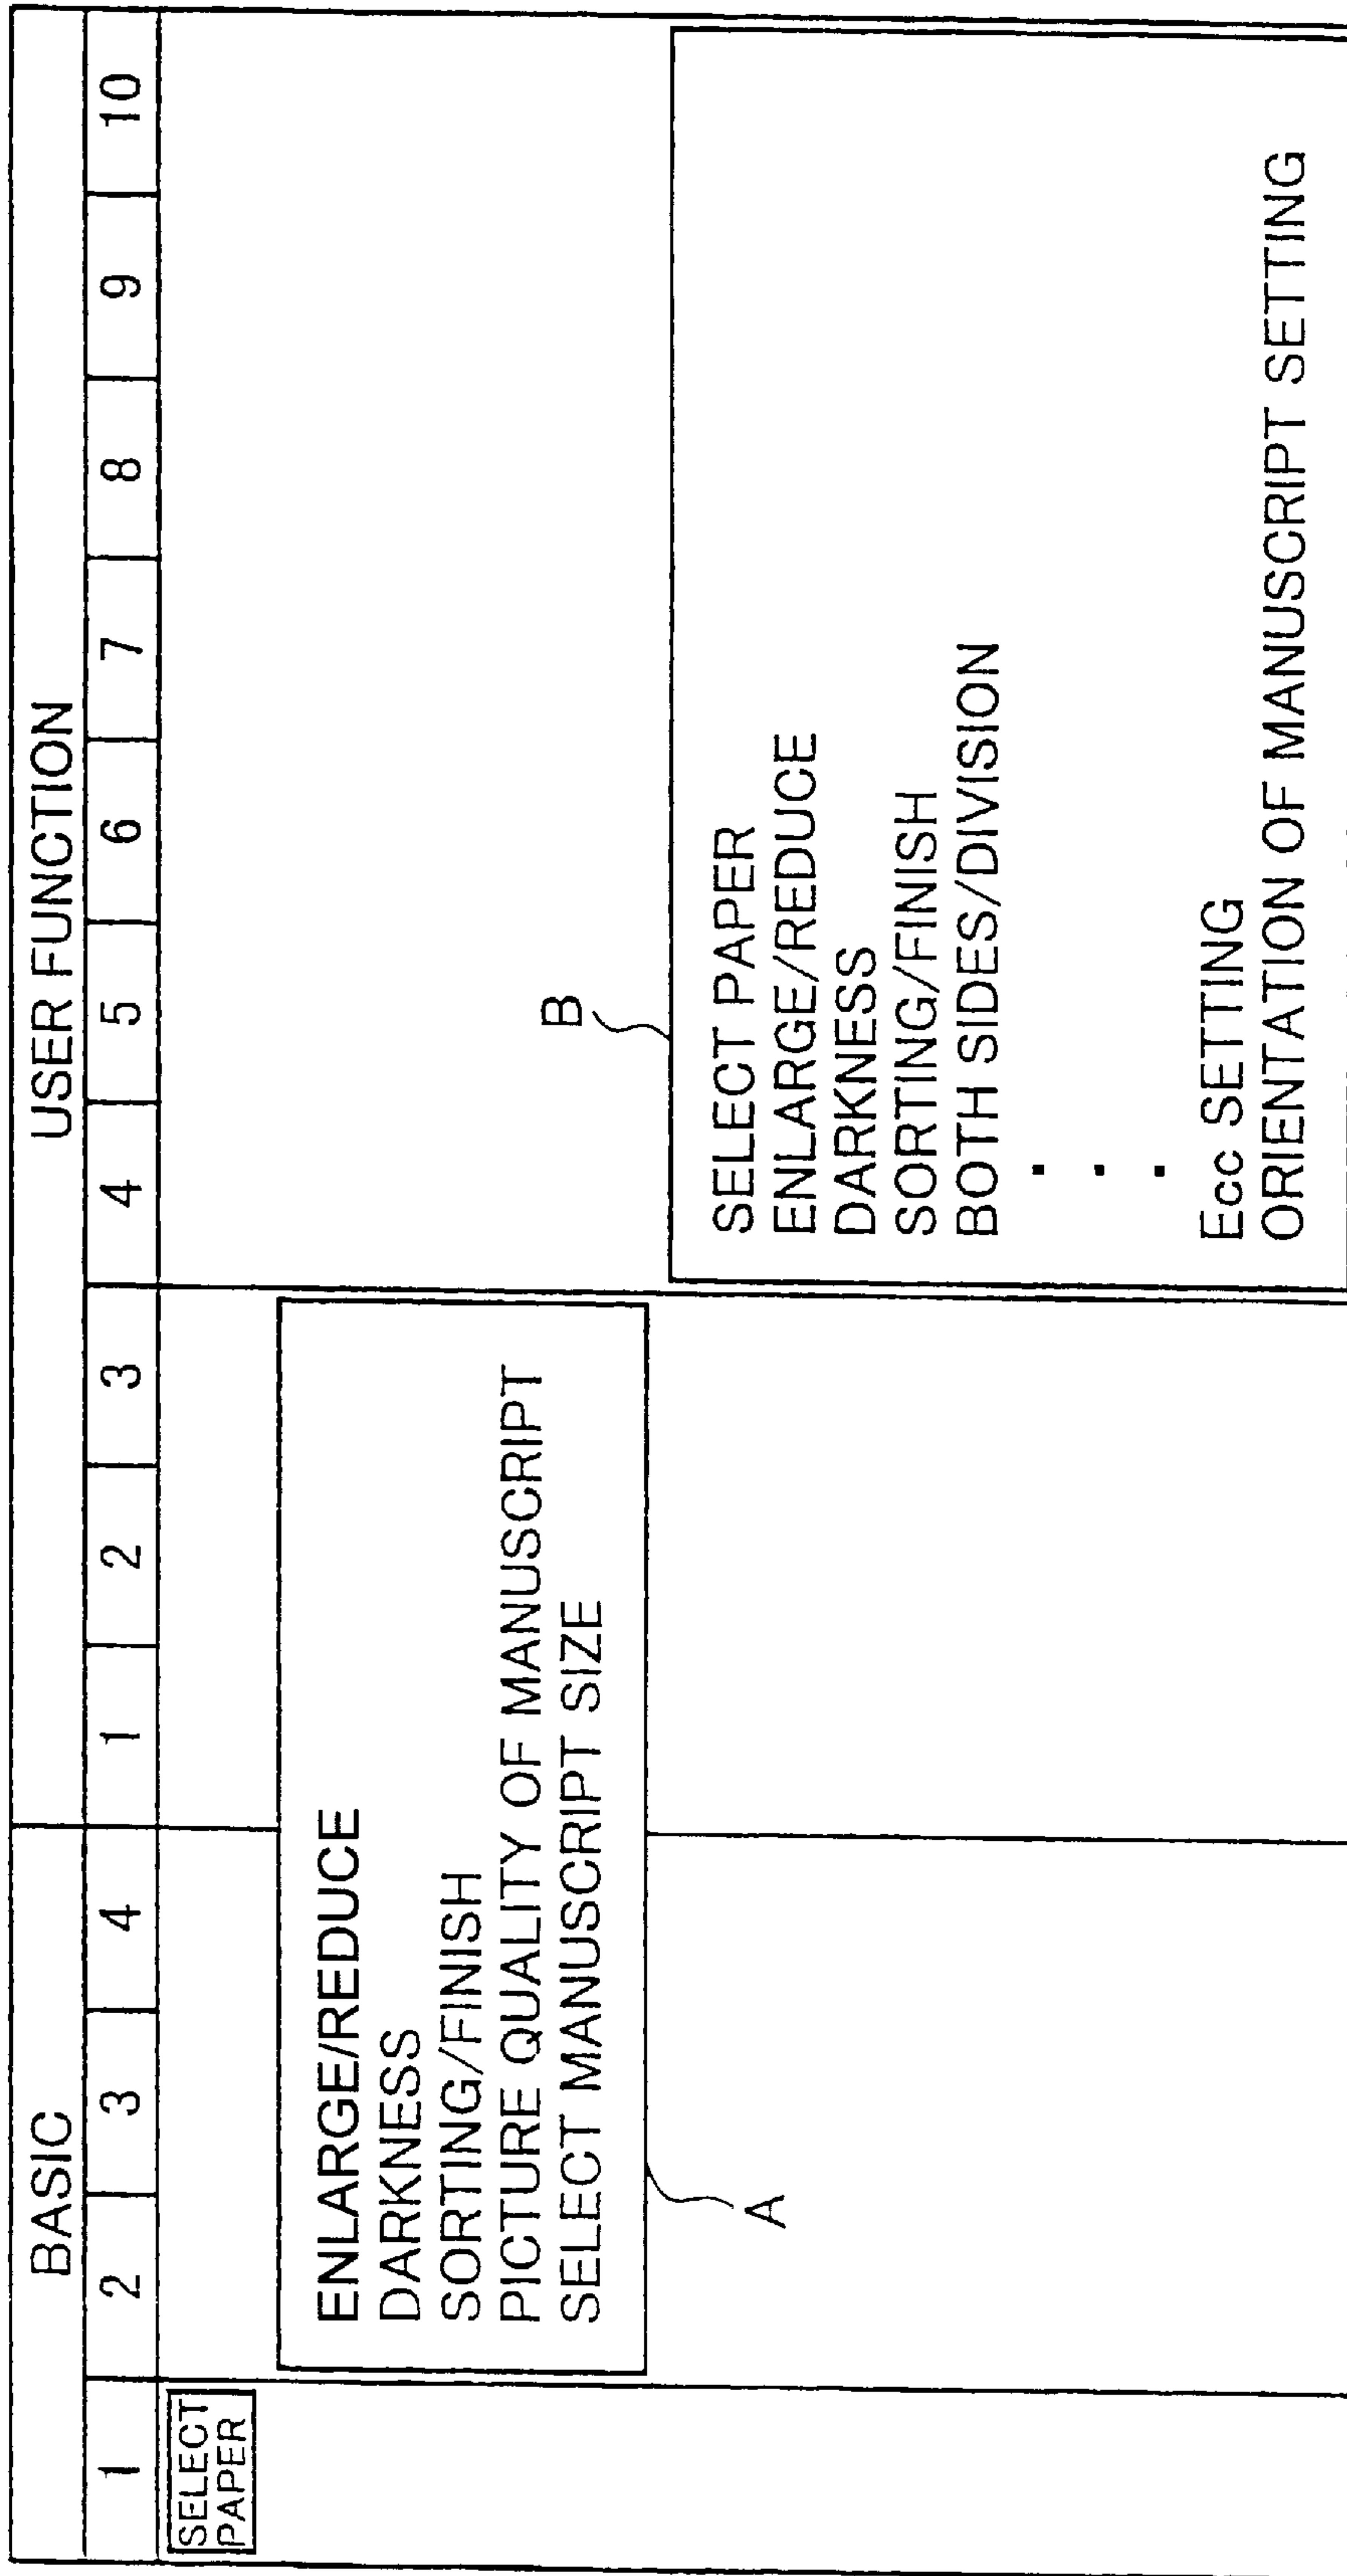 BASIC USER FUNCTION
1 2 3 4 1 2 3 4 5 6 7 8 9 10
SELECT
PAPER
ENLARGE/REDUCE
DARKNESS
SORTING/FINISH
PICTURE QUALITY OF MANUSCRIPT
SELECT MANUSCRIPT SIZE
A
B
SELECT PAPER
ENLARGE/REDUCE
DARKNESS
SORTING/FINISH
BOTH SIDES/DIVISION
.
.
.
Ecc SETTING
ORIENTATION OF MANUSCRIPT SETTING